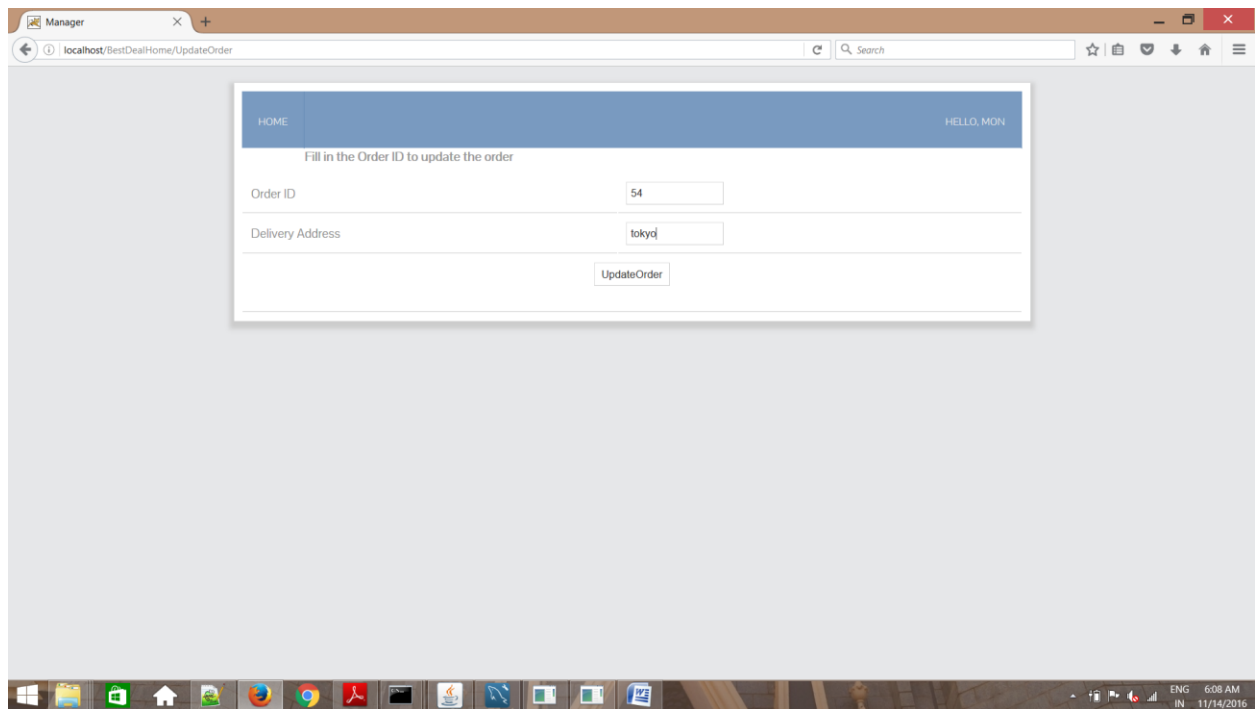 Manager
localhost/BestDealHome/UpdateOrder
Search
HOME
HELLO, MON
Fill in the Order ID to update the order
Order ID
54
Delivery Address
tokyo
UpdateOrder
ENG 6:08 AM
IN 11/14/2016